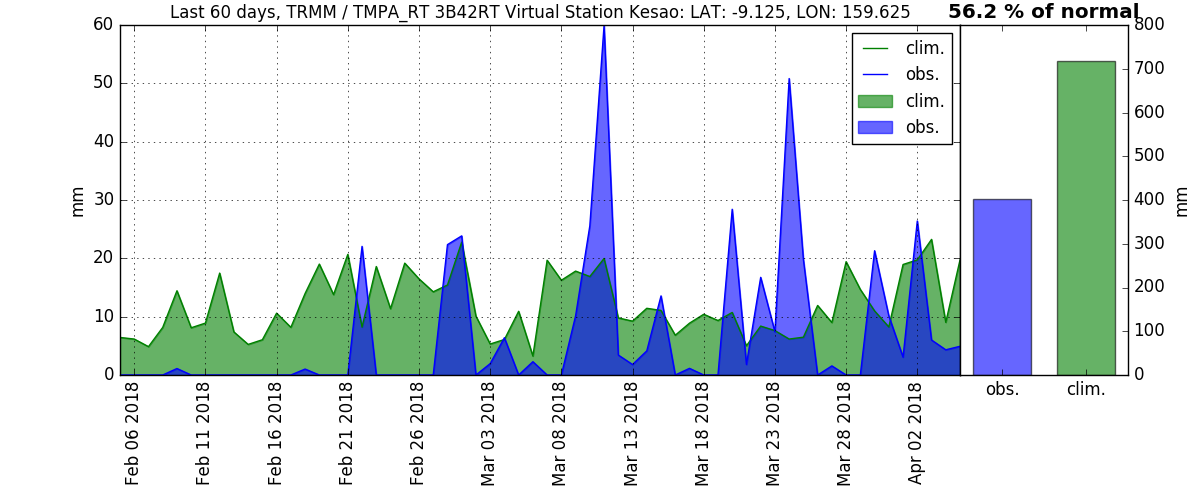 Last 60 days, TRMM / TMPA_RT 3B42RT Virtual Station Kesao: LAT: -9.125, LON: 159.625
56.2 % of normal
60
50
40
30
20
10
0
mm
clim.
obs.
clim.
obs.
800
700
600
500
400
300
200
100
0
mm
obs.
clim.
Feb 06 2018
Feb 11 2018
Feb 16 2018
Feb 21 2018
Feb 26 2018
Mar 03 2018
Mar 08 2018
Mar 13 2018
Mar 18 2018
Mar 23 2018
Mar 28 2018
Apr 02 2018